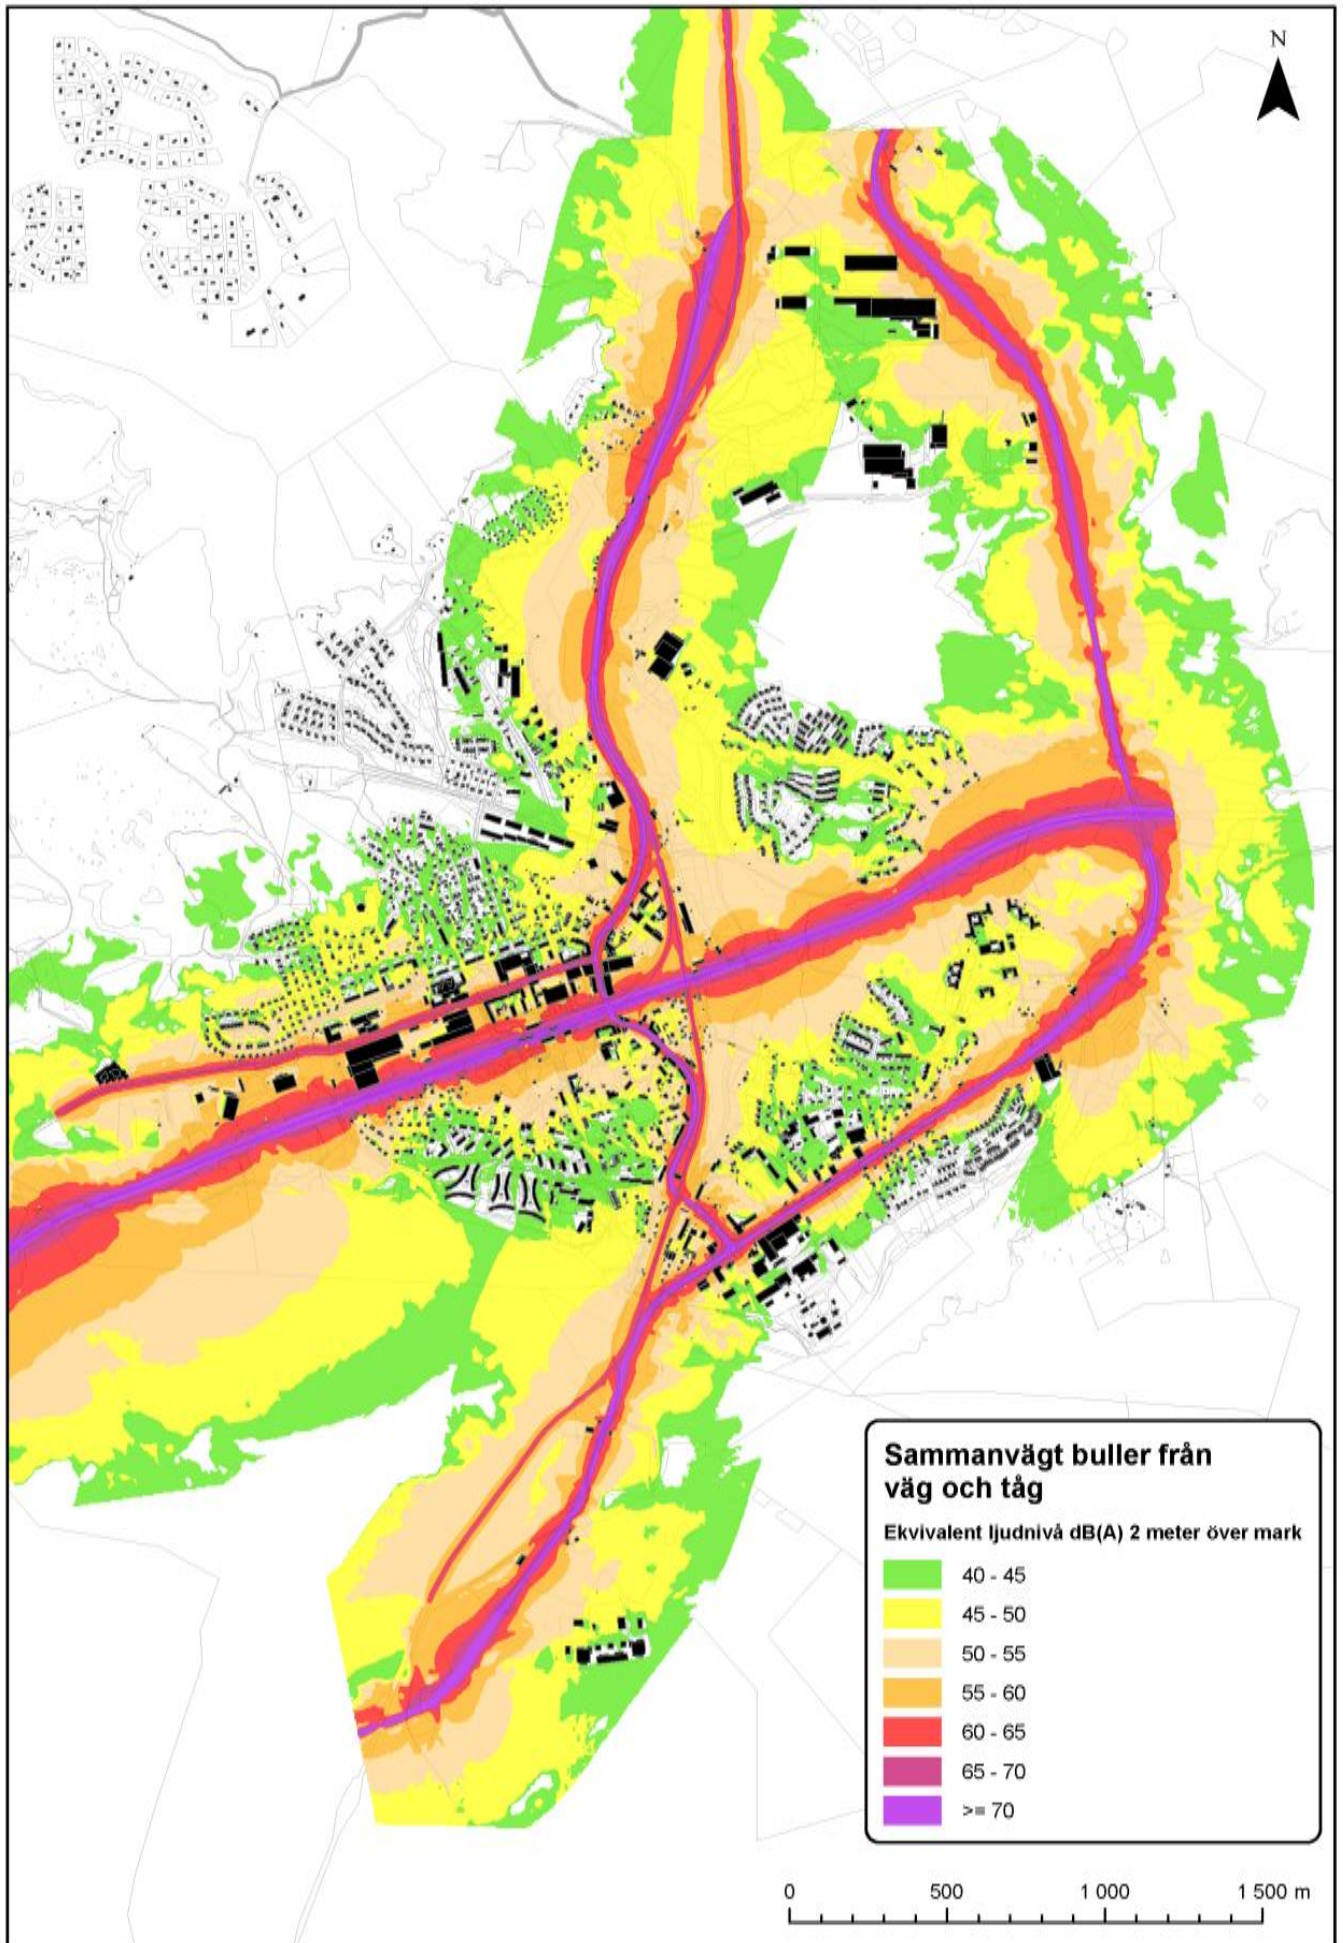 N
Sammanvägt buller från
väg och tåg
Ekvivalent ljudnivå dB(A) 2 meter över mark
40 - 45
45 - 50
50 - 55
55 - 60
60 - 65
65 - 70
>= 70
0 500 1 000 1 500 m